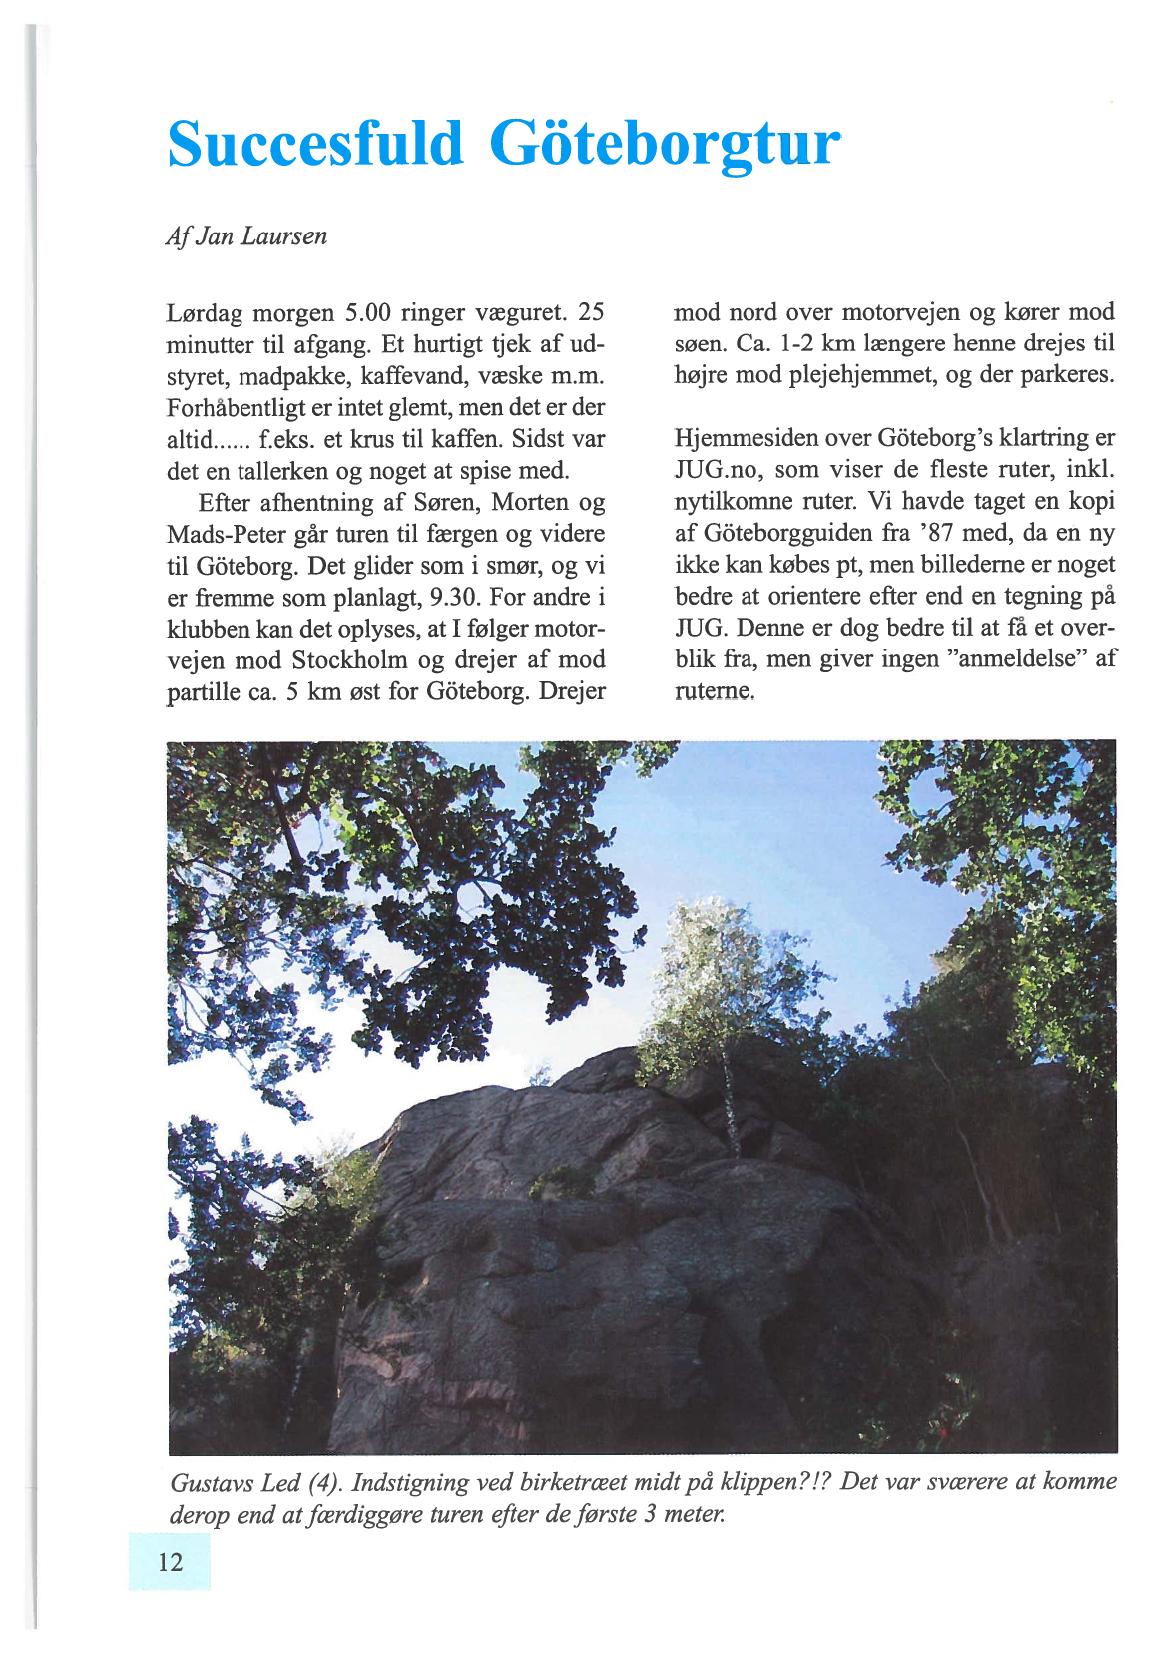 Succesfuld Göteborgtur
Af Jan Laursen
Lørdag morgen 5.00 ringer væguret. 25
minutter til afgang. Et hurtigt tjek af ud-
styret, madpakke, kaffevand, væske m.m.
Forhåbentligt er intet glemt, men det er der
altid...... f.eks. et krus til kaffen. Sidst var
det en tallerken og noget at spise med.
Efter afhentning af Søren, Morten og
Mads-Peter går turen til færgen og videre
til Göteborg. Det glider som i smør, og vi
er fremme som planlagt, 9.30. For andre i
klubben kan det oplyses, at I følger motor-
vejen mod Stockholm og drejer af mod
partille ca. 5 km øst for Göteborg. Drejer
mod nord over motorvejen og kører mod
søen. Ca. 1-2 km længere henne drejes til
højre mod plejehjemmet, og der parkeres.
Hjemmesiden over Göteborg's klartring er
JUG.no, som viser de fleste ruter, inkl.
nytilkomne ruter. Vi havde taget en kopi
af Göteborgguiden fra '87 med, da en ny
ikke kan købes pt, men billederne er noget
bedre at orientere efter end en tegning på
JUG. Denne er dog bedre til at få et over-
blik fra, men giver ingen ”anmeldelse” af
ruterne.
Gustavs Led (4). Indstigning ved birketræet midt på klippen?!? Det var sværere at komme
derop end at færdiggøre turen efter de første 3 meter.
12